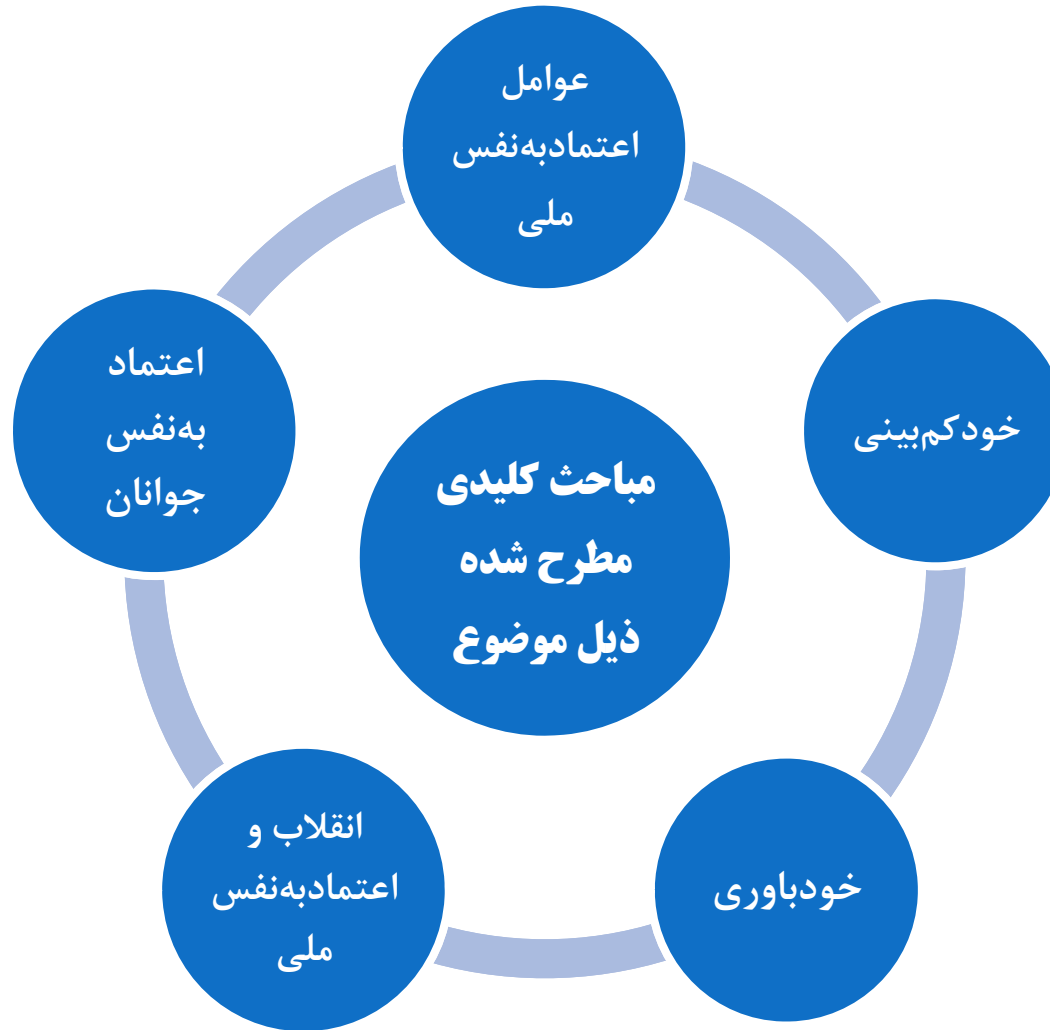 عوامل
اعتمادبه‌نفس
ملی
خودکم‌بینی
خودباوری
انقلاب و
اعتمادبه‌نفس
ملی
اعتماد
به‌نفس
جوانان
مباحث کلیدی
مطرح شده
ذیل موضوع